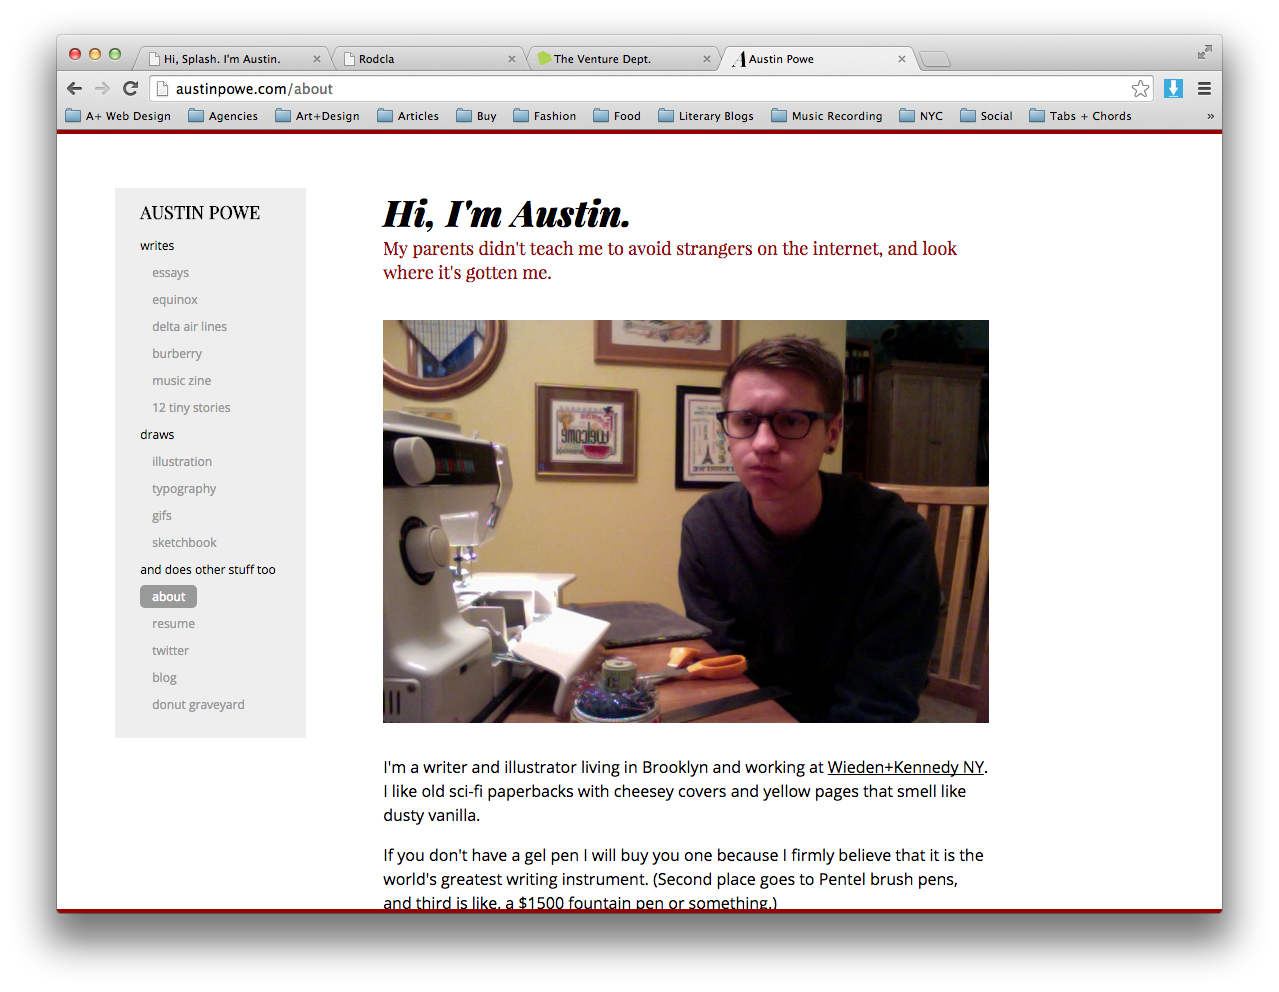 Hi, Splash. I'm Austin.
Rodcla
The Venture Dept.
Austin Powe
austinpowe.com/about
A+ Web Design
Agencies
Art+Design
Articles
Buy
Fashion
Food
Literary Blogs
Music Recording
NYC
Social
Tabs + Chords
»
AUSTIN POWE
writes
essays
equinox
delta air lines
burberry
music zine
12 tiny stories
draws
illustration
typography
gifs
sketchbook
and does other stuff too
about
resume
twitter
blog
donut graveyard
Hi, I'm Austin.
My parents didn't teach me to avoid strangers on the internet, and look
where it's gotten me.
Welcome
I'm a writer and illustrator living in Brooklyn and working at Wieden+Kennedy NY.
I like old sci-fi paperbacks with cheesey covers and yellow pages that smell like
dusty vanilla.
If you don't have a gel pen I will buy you one because I firmly believe that it is the
world's greatest writing instrument. (Second place goes to Pentel brush pens,
and third is like, a $1500 fountain pen or something.)